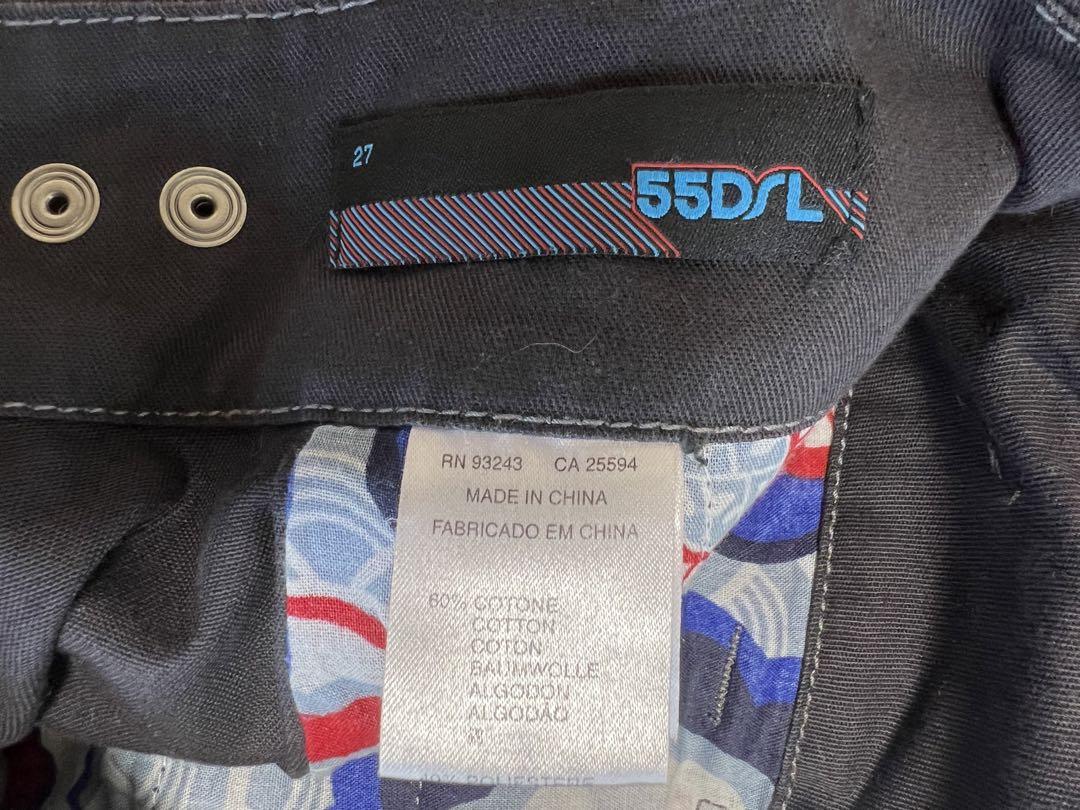 27
55DSL
RN 93243 CA 25594
MADE IN CHINA
FABRICADO EM CHINA
60% COTONE
COTTON
COTON
BAUMWOLLE
ALGODON
ALGODÃO
POLIESTERE